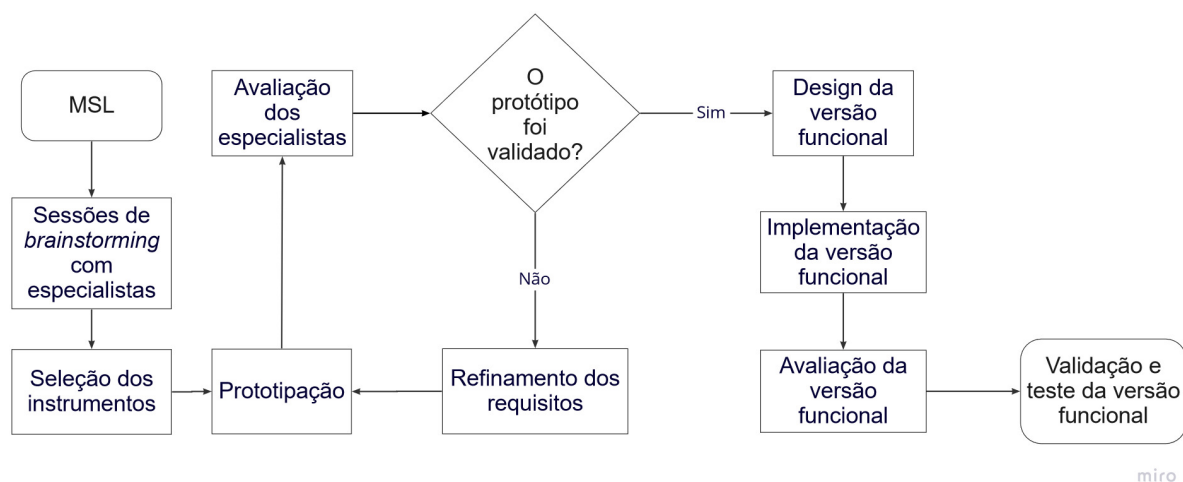 MSL
Sessões de
brainstorming
com
especialistas
Seleção dos
instrumentos
Prototipação
Avaliação
dos
especialistas
O
protótipo
foi
validado?
Sim
Não
Refinamento dos
requisitos
Design da
versão
funcional
Implementação
da versão
funcional
Avaliação da
versão
funcional
Validação e
teste da versão
funcional
miro